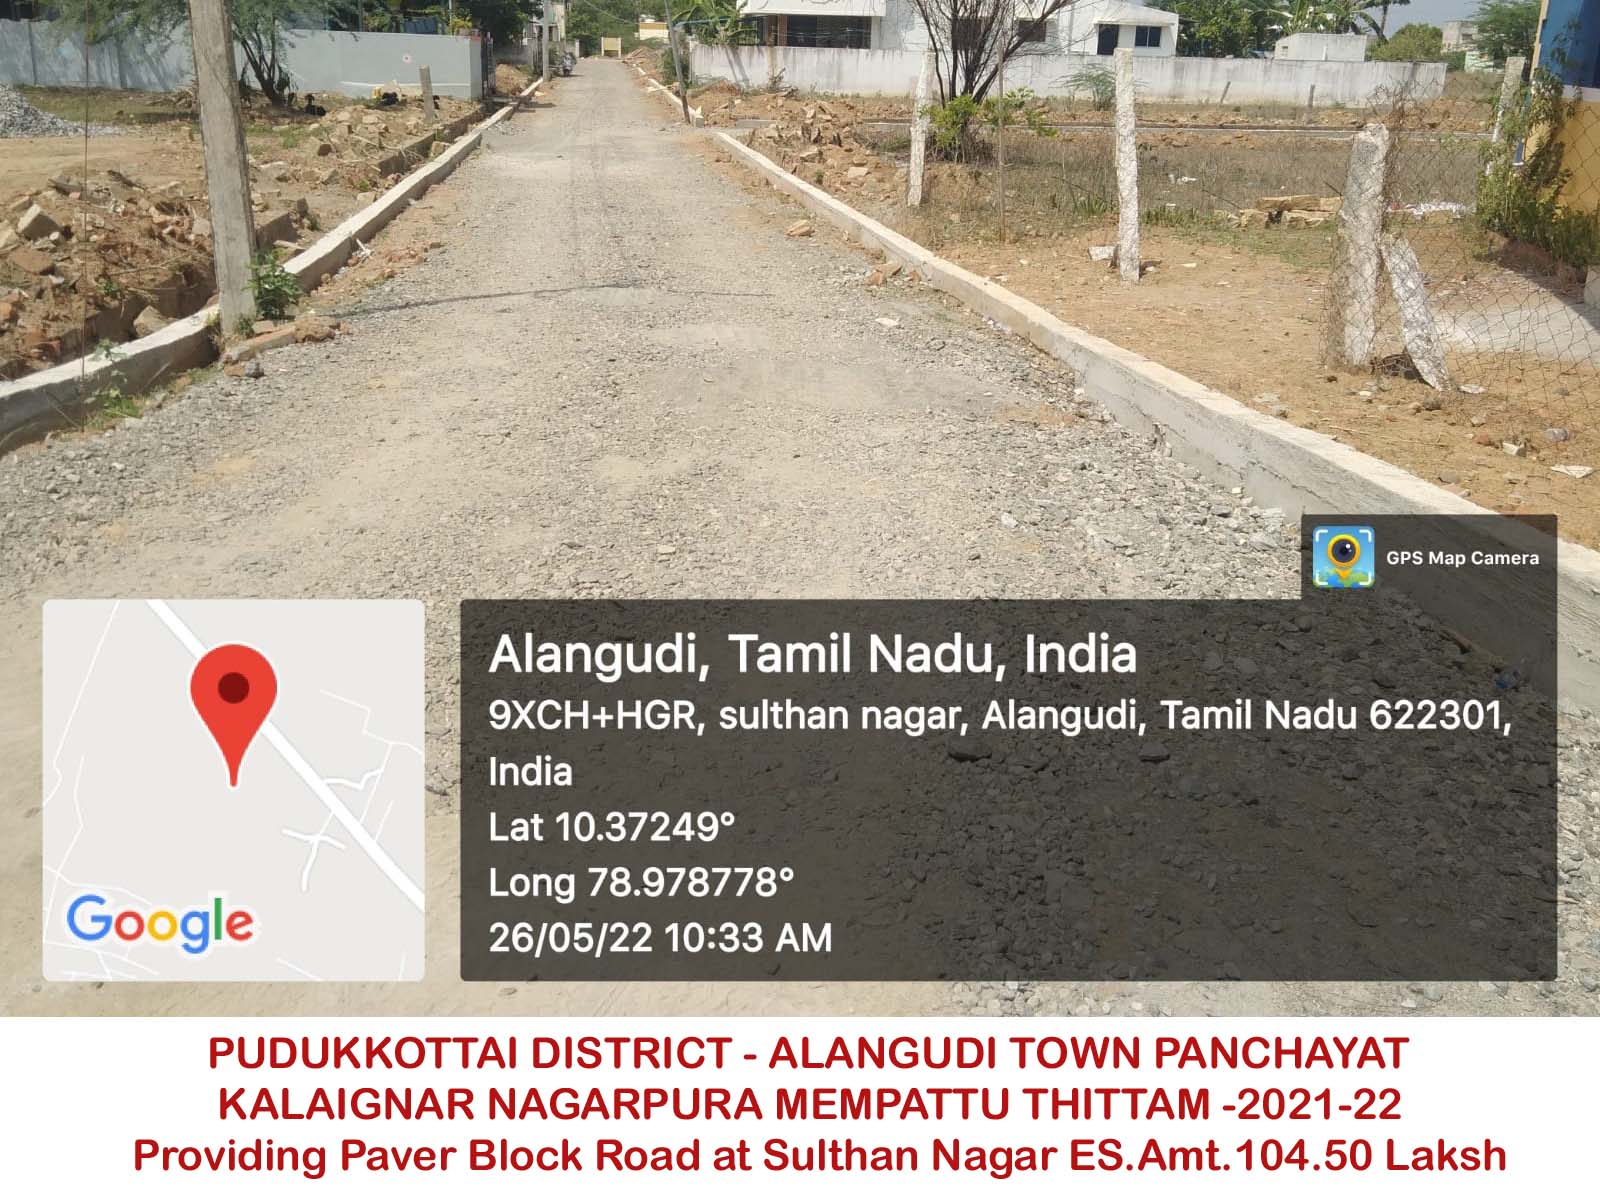 GPS Map Camera
Alangudi, Tamil Nadu, India
9XCH+HGR, sulthan nagar, Alangudi, Tamil Nadu 622301,
India
Lat 10.37249°
Long 78.978778°
26/05/22 10:33 AM
Google
PUDUKKOTTAI DISTRICT - ALANGUDI TOWN PANCHAYAT
KALAIGNAR NAGARPURA MEMPATTU THITTAM -2021-22
Providing Paver Block Road at Sulthan Nagar ES.Amt.104.50 Laksh